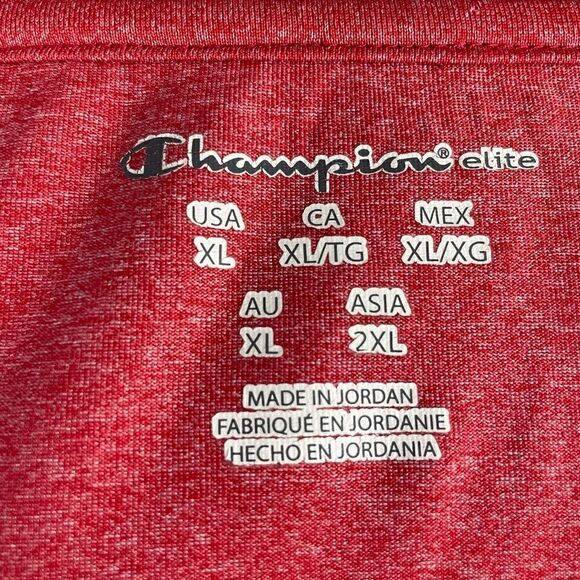 Champion® elite
USA CA MEX
XL XL/TG XL/XG
AU ASIA
XL 2XL
MADE IN JORDAN
FABRIQUÉ EN JORDANIE
HECHO EN JORDANIA